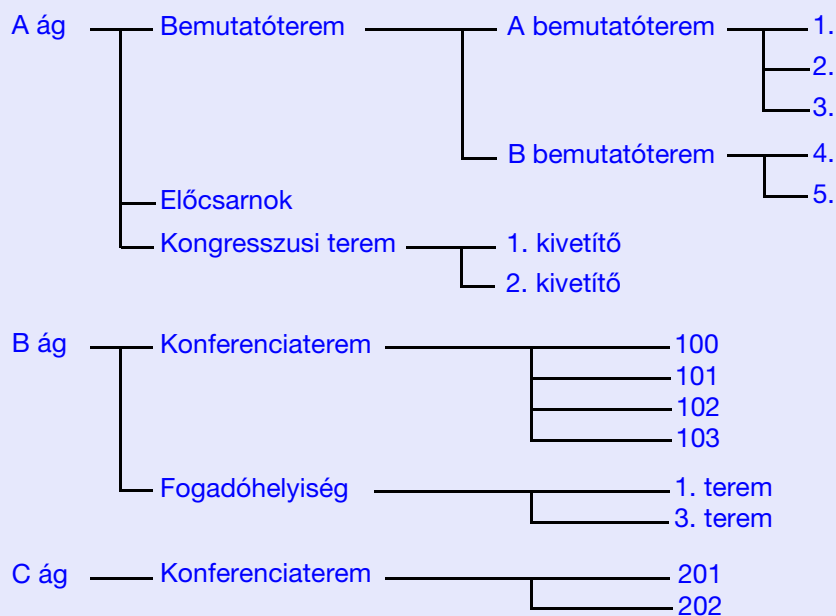 A ág Bemutatóterem A bemutatóterem 1.
2.
3.
B bemutatóterem 4.
5.
Előcsarnok
Kongresszusi terem 1. kivetítő
2. kivetítő
B ág Konferenciaterem 100
101
102
103
Fogadóhelyiség 1. terem
3. terem
C ág Konferenciaterem 201
202